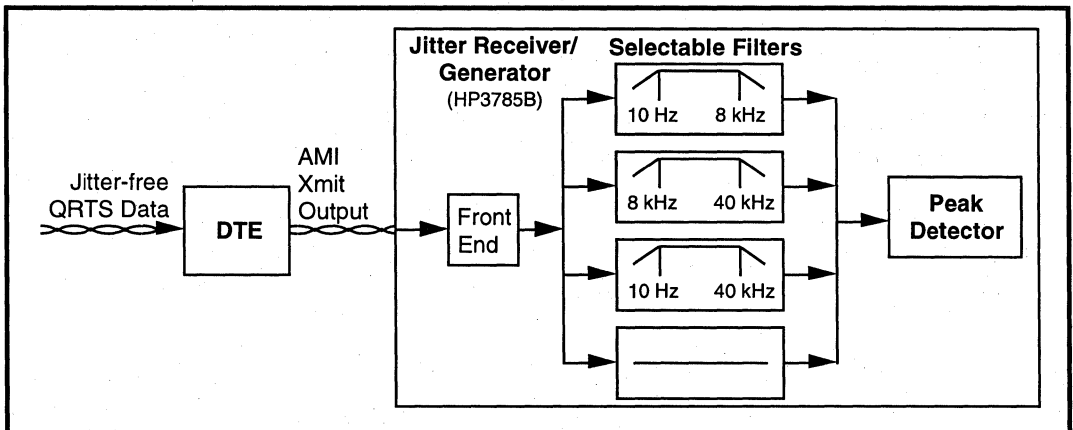 Jitter Receiver/
Generator
(HP3785B)
Selectable Filters
10 Hz 8 kHz
8 kHz 40 kHz
10 Hz 40 kHz
Jitter-free
QRTS Data
DTE
AMI
Xmit
Output
Front
End
Peak
Detector